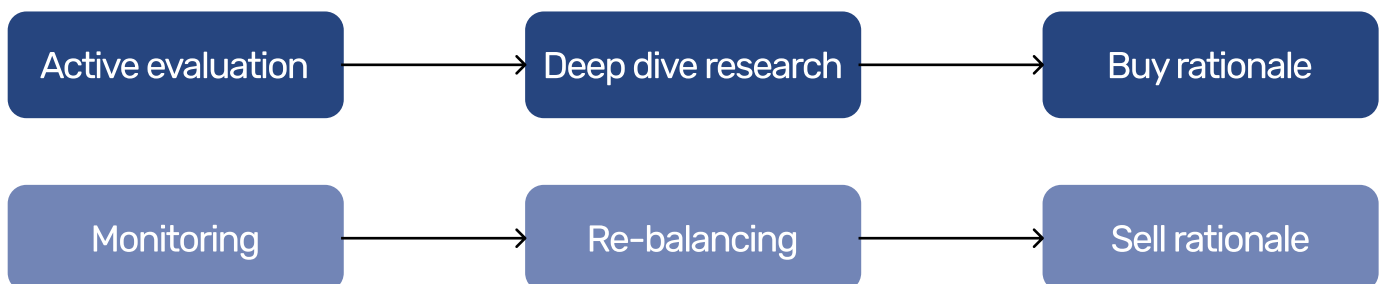 Active evaluation
Deep dive research
Buy rationale
Monitoring
Re-balancing
Sell rationale